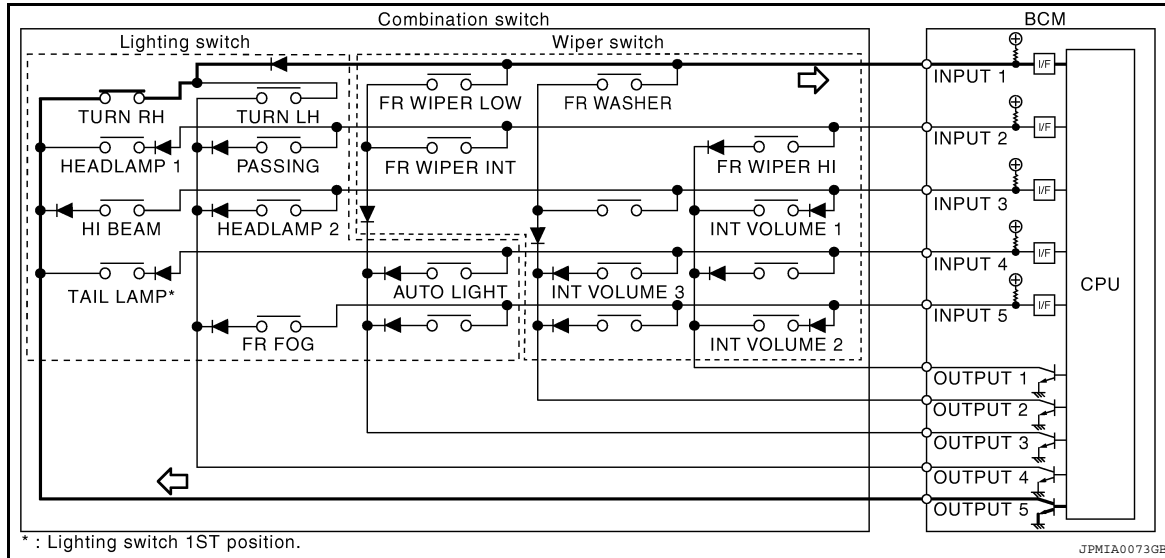 Combination switch
BCM
Lighting switch
Wiper switch
INPUT 1
I/F
TURN RH
TURN LH
FR WIPER LOW
FR WASHER
INPUT 2
I/F
HEADLAMP 1
PASSING
FR WIPER INT
FR WIPER HI
INPUT 3
I/F
HI BEAM
HEADLAMP 2
INT VOLUME 1
INPUT 4
I/F
TAIL LAMP*
AUTO LIGHT
INT VOLUME 3
CPU
INPUT 5
I/F
FR FOG
INT VOLUME 2
OUTPUT 1
OUTPUT 2
OUTPUT 3
OUTPUT 4
OUTPUT 5
* : Lighting switch 1ST position.
JPMIA0073GB